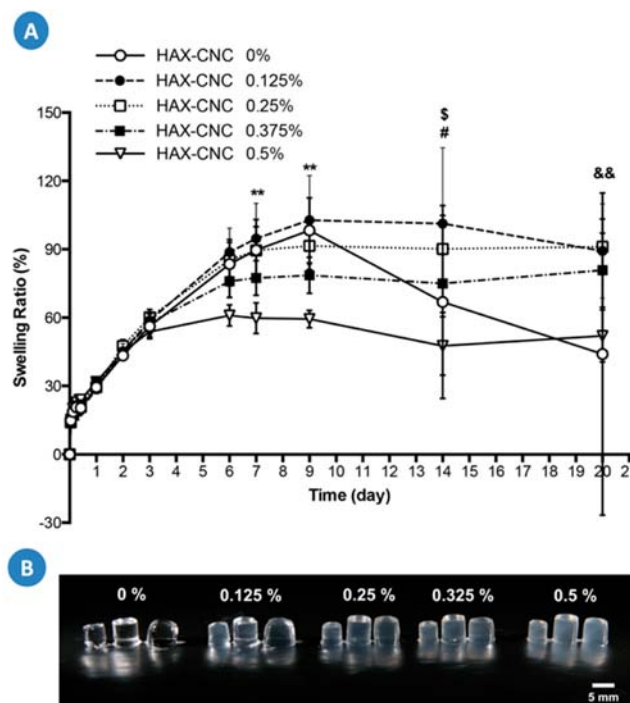 A
HAX-CNC 0%
HAX-CNC 0.125%
HAX-CNC 0.25%
HAX-CNC 0.375%
HAX-CNC 0.5%
150
120
90
60
30
0
-30
Swelling Ratio (%)
**
**
$
#
&&
1 2 3 4 5 6 7 8 9 10 11 12 13 14 15 16 17 18 19 20 2
Time (day)
B
0 % 0.125 % 0.25 % 0.325 % 0.5 %
5 mm